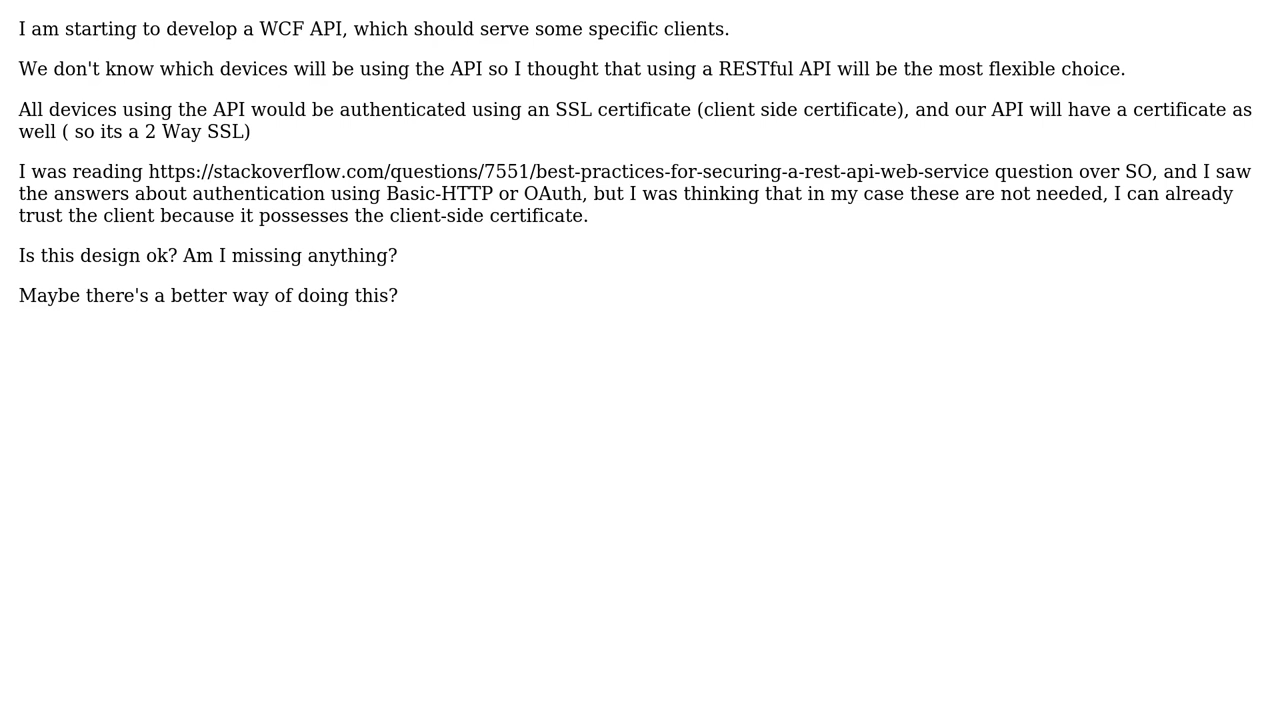 I am starting to develop a WCF API, which should serve some specific clients.
We don't know which devices will be using the API so I thought that using a RESTful API will be the most flexible choice.
All devices using the API would be authenticated using an SSL certificate (client side certificate), and our API will have a certificate as
well ( so its a 2 Way SSL)
I was reading https://stackoverflow.com/questions/7551/best-practices-for-securing-a-rest-api-web-service question over SO, and I saw
the answers about authentication using Basic-HTTP or OAuth, but I was thinking that in my case these are not needed, I can already
trust the client because it possesses the client-side certificate.
Is this design ok? Am I missing anything?
Maybe there's a better way of doing this?